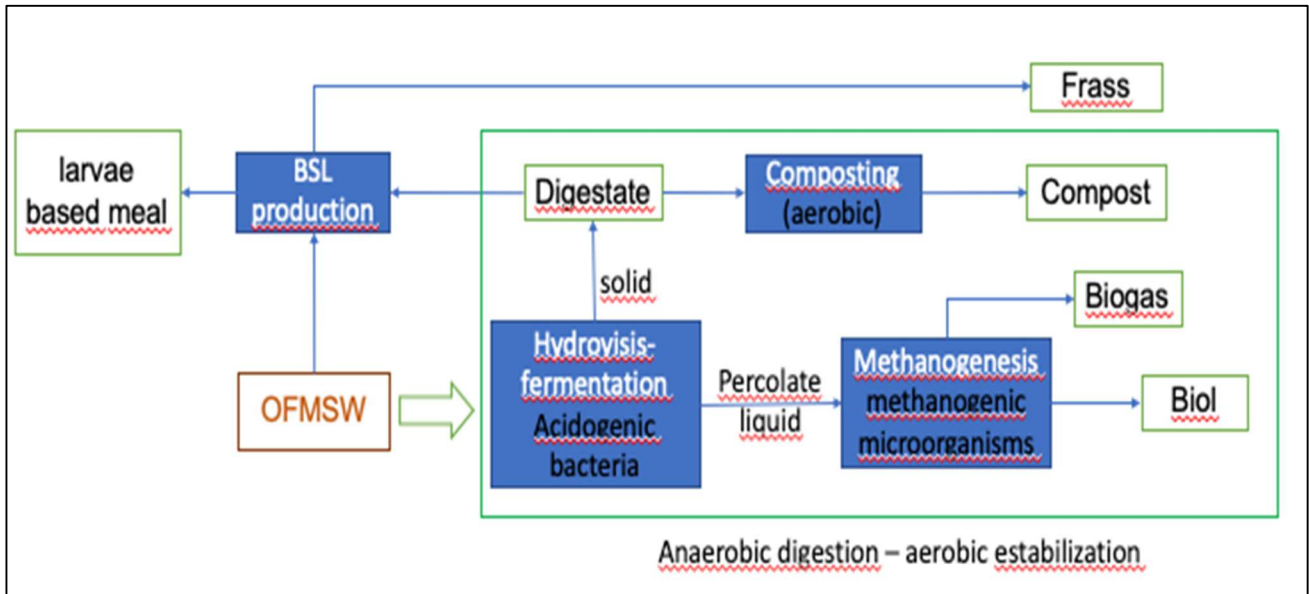 Frass
larvae
based meal
BSL
production
Digestate
Composting
(aerobic)
Compost
solid
Biogas
Hvdrovisis-
fermentation
Acidogenic
bacteria
Percolate
liquid
Methanogenesis
methanogenic
microorganisms
Biol
OFMSW
Anaerobic digestion – aerobic estabilization